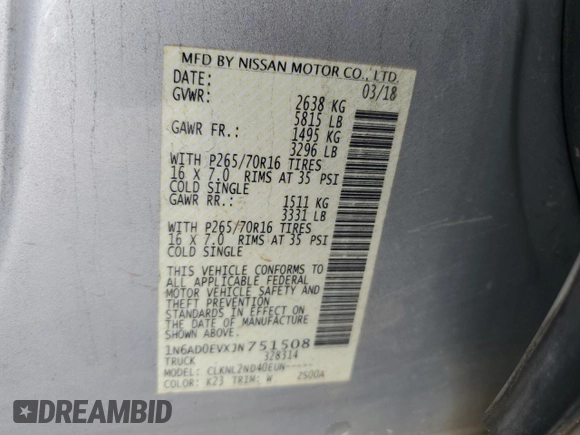 MFD BY NISSAN MOTOR CO., LTD.
DATE: 03/18
GVWR: 2638 KG
5815 LB
GAWR FR.: 1495 KG
3296 LB
WITH P265/70R16 TIRES
16 X 7.0 RIMS AT 35 PSI
COLD SINGLE
GAWR RR.: 1511 KG
3331 LB
WITH P265/70R16 TIRES
16 X 7.0 RIMS AT 35 PSI
COLD SINGLE
THIS VEHICLE CONFORMS TO
ALL APPLICABLE FEDERAL
MOTOR VEHICLE SAFETY AND
THEFT PREVENTION
STANDARDS IN EFFECT ON
DATE OF MANUFACTURE
1N6AD0EVXJN751508
TRUCK 328314
MODEL: CLKNL2ND40EUN-----
COLOR: K23 TRIM: W 2500A
JEMBID.COM